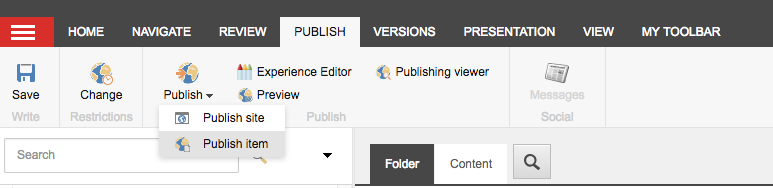 HOME NAVIGATE REVIEW PUBLISH VERSIONS PRESENTATION VIEW MY TOOLBAR
Experience Editor Publishing viewer
Save Change Publish Preview Messages
Write Restrictions Publish Social
Publish site
Publish item
Search
Folder Content